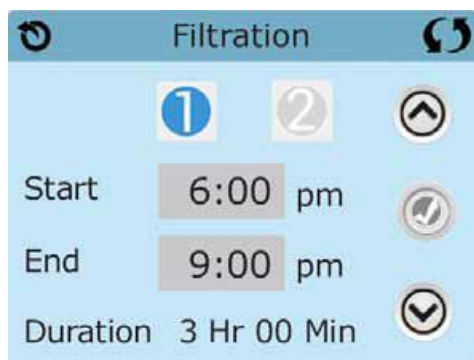 Filtration
1 2
Start 6:00 pm
End 9:00 pm
Duration 3 Hr 00 Min